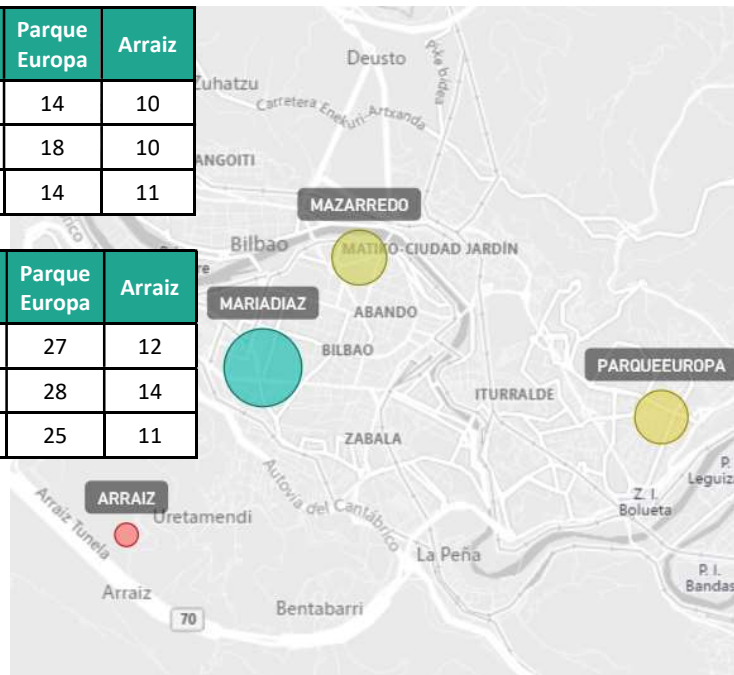 Parque Europa Arraiz
14 10
18 10
14 11
Parque Europa Arraiz
27 12
28 14
25 11
Deusto
Zuhatzu
Carretera Enekuri-Artxanda
ANGOITI
MAZARREDO
Bilbao
MATIKO-CIUDAD JARDÍN
MARIADIAZ
ABANDO
BILBAO
PARQUEEUROPA
ITURRALDE
ZABALA
P.
Leguiza
ARRAIZ
Uretamendi
Autovía del Cantábrico
Z. I.
Bolueta
Arraiz Tunela
La Peña
P. I.
Bandas
Arraiz
Bentabarri
70